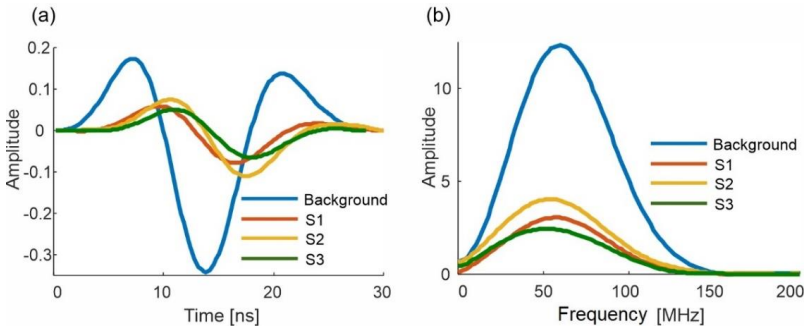 (a)
0.2
0.1
0
-0.1
-0.2
-0.3
Amplitude
0
10
20
30
Time [ns]
Background
S1
S2
S3
(b)
10
5
0
Amplitude
0
50
100
150
200
Frequency [MHz]
Background
S1
S2
S3